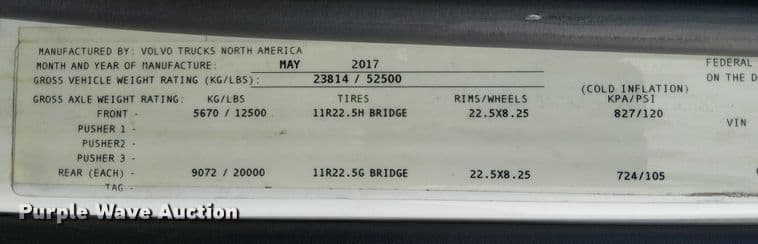 MANUFACTURED BY: VOLVO TRUCKS NORTH AMERICA
MONTH AND YEAR OF MANUFACTURE: MAY 2017
GROSS VEHICLE WEIGHT RATING (KG/LBS): 23814 / 52500
FEDERAL
ON THE D
(COLD INFLATION)
GROSS AXLE WEIGHT RATING: KG/LBS TIRES RIMS/WHEELS KPA/PSI
FRONT - 5670 / 12500 11R22.5H BRIDGE 22.5X8.25 827/120
VIN
PUSHER 1 -
PUSHER2 -
PUSHER 3 -
REAR (EACH) - 9072 / 20000 11R22.5G BRIDGE 22.5X8.25 724/105
TAG -
Purple Wave Auction